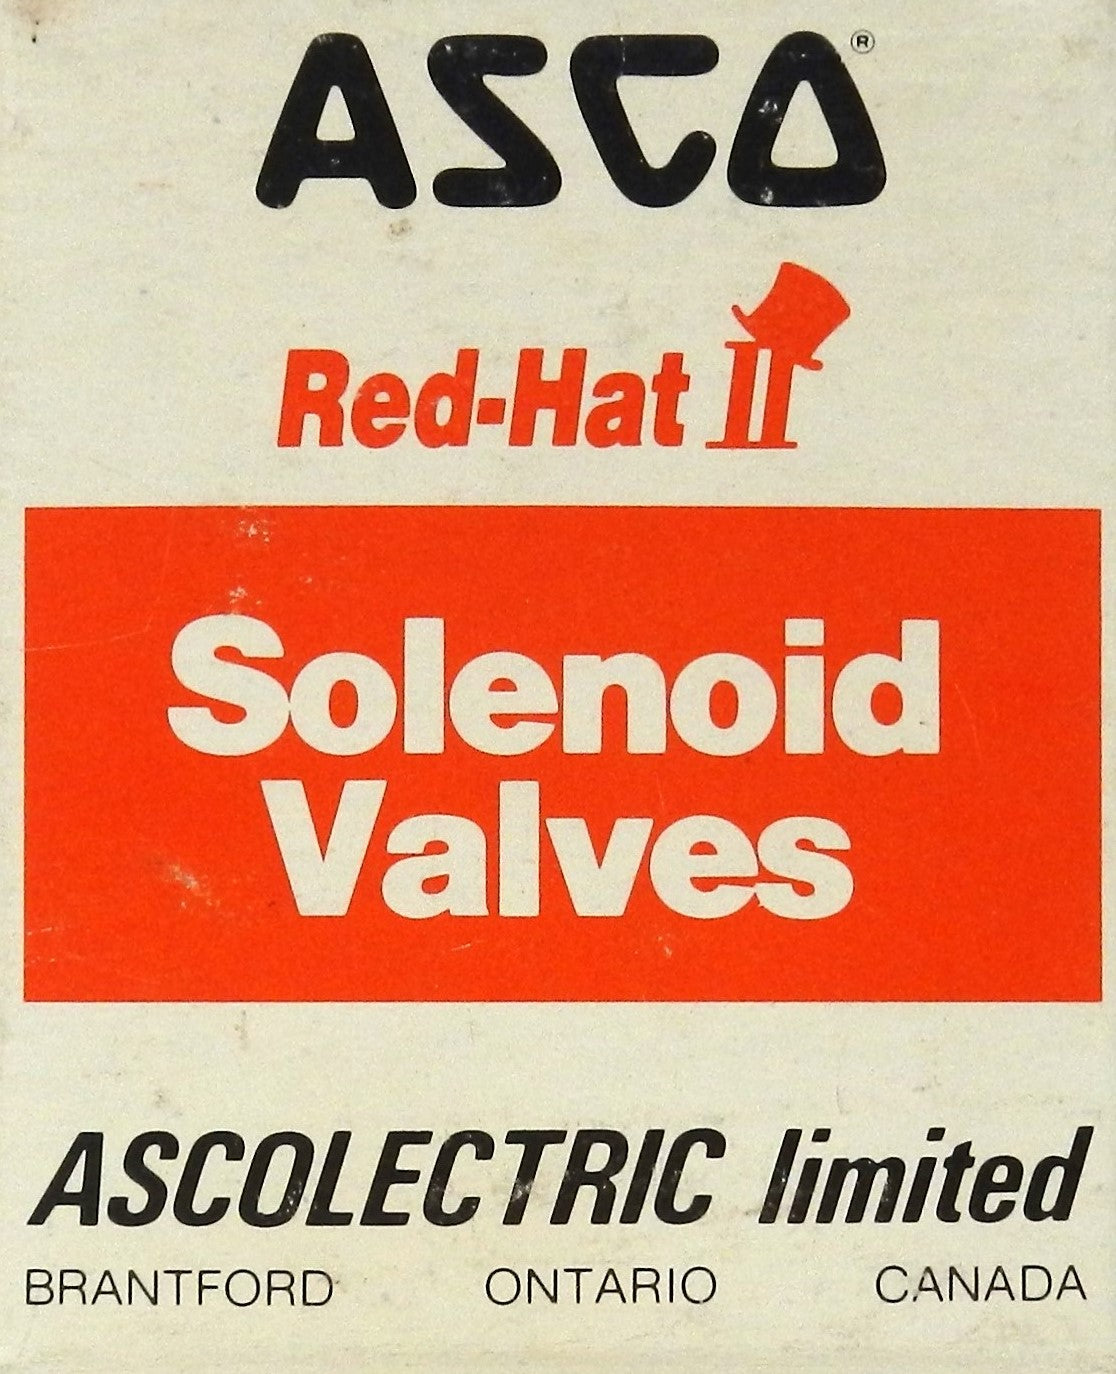 ASCO®
Red-Hat II
Solenoid
Valves
ASCOLECTRIC limited
BRANTFORD ONTARIO CANADA